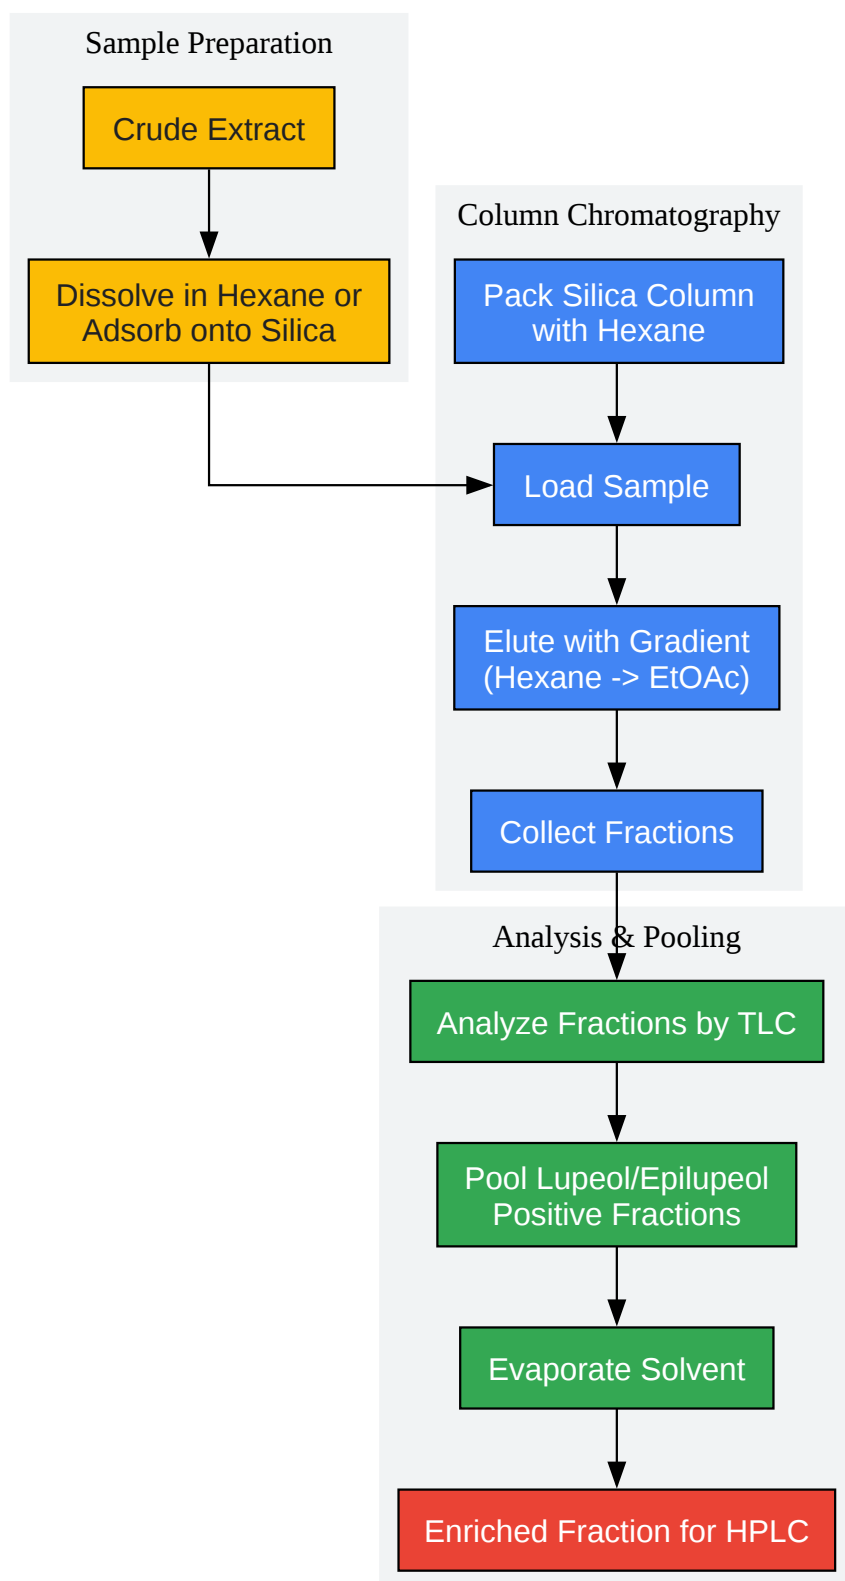 Sample Preparation
Crude Extract
Dissolve in Hexane or
Adsorb onto Silica
Column Chromatography
Pack Silica Column
with Hexane
Load Sample
Elute with Gradient
(Hexane -> EtOAc)
Collect Fractions
Analysis & Pooling
Analyze Fractions by TLC
Pool Lupeol/Epilupeol
Positive Fractions
Evaporate Solvent
Enriched Fraction for HPLC